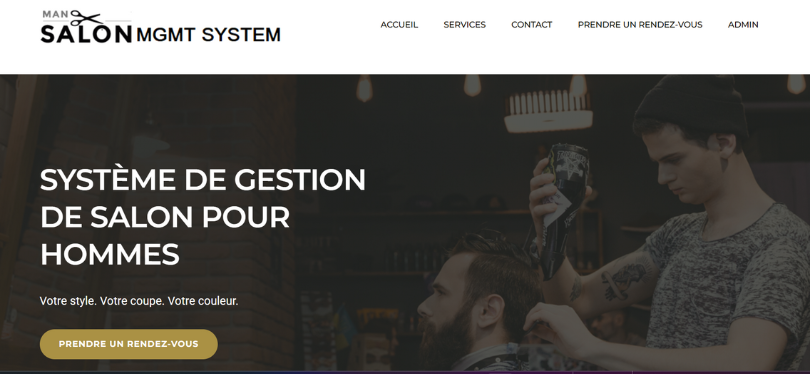 MAN
SALON MGMT SYSTEM
ACCUEIL SERVICES CONTACT PRENDRE UN RENDEZ-VOUS ADMIN
SYSTÈME DE GESTION
DE SALON POUR
HOMMES
Votre style. Votre coupe. Votre couleur.
PRENDRE UN RENDEZ-VOUS